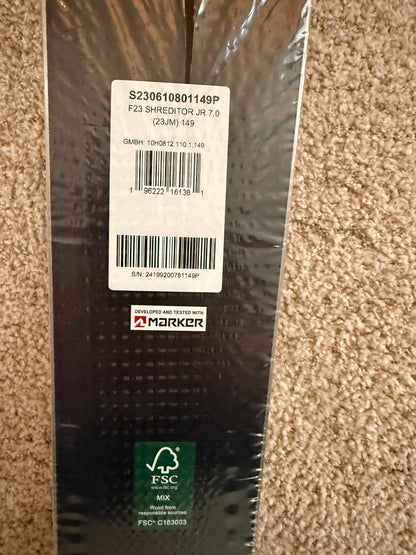 S230610801149P
F23 SHREDITOR JR 7.0
(23JM) 149
GMBH: 10H0812.110.1.149
1 96222 16138 1
S/N: 24199200781149P
DEVELOPED AND TESTED WITH
MARKER
FSC
www.fsc.org
MIX
Wood from
responsible sources
FSC® C183003